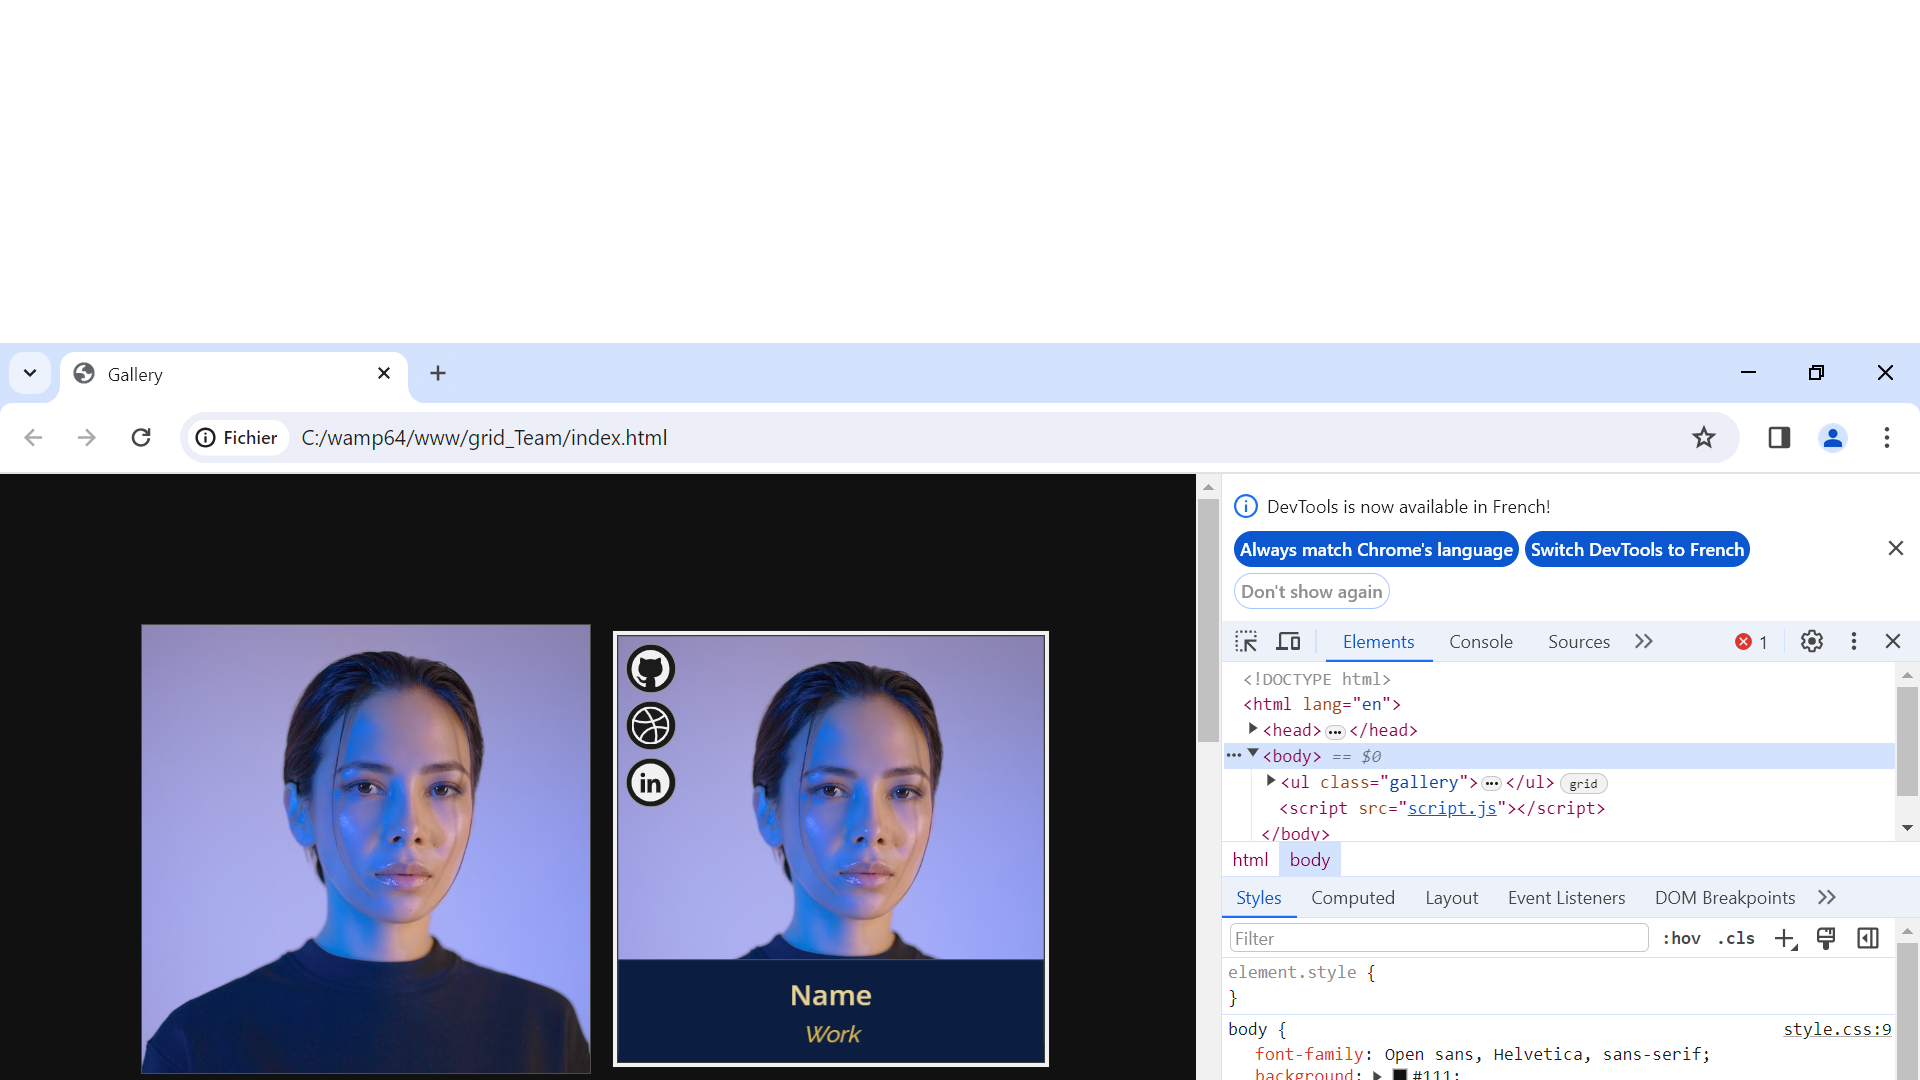 Gallery
Fichier C:/wamp64/www/grid_Team/index.html
DevTools is now available in French!
Always match Chrome's language Switch DevTools to French
Don't show again
Elements Console Sources 1
<!DOCTYPE html>
<html lang="en">
<head> ••• </head>
••• <body> == $0
<ul class="gallery"> ••• </ul> grid
<script src="script.js"></script>
</body>
html body
Styles Computed Layout Event Listeners DOM Breakpoints
Filter :hov .cls
element.style {
}
body { style.css:9
font-family: Open sans, Helvetica, sans-serif;
background: #111;
in
Name
Work